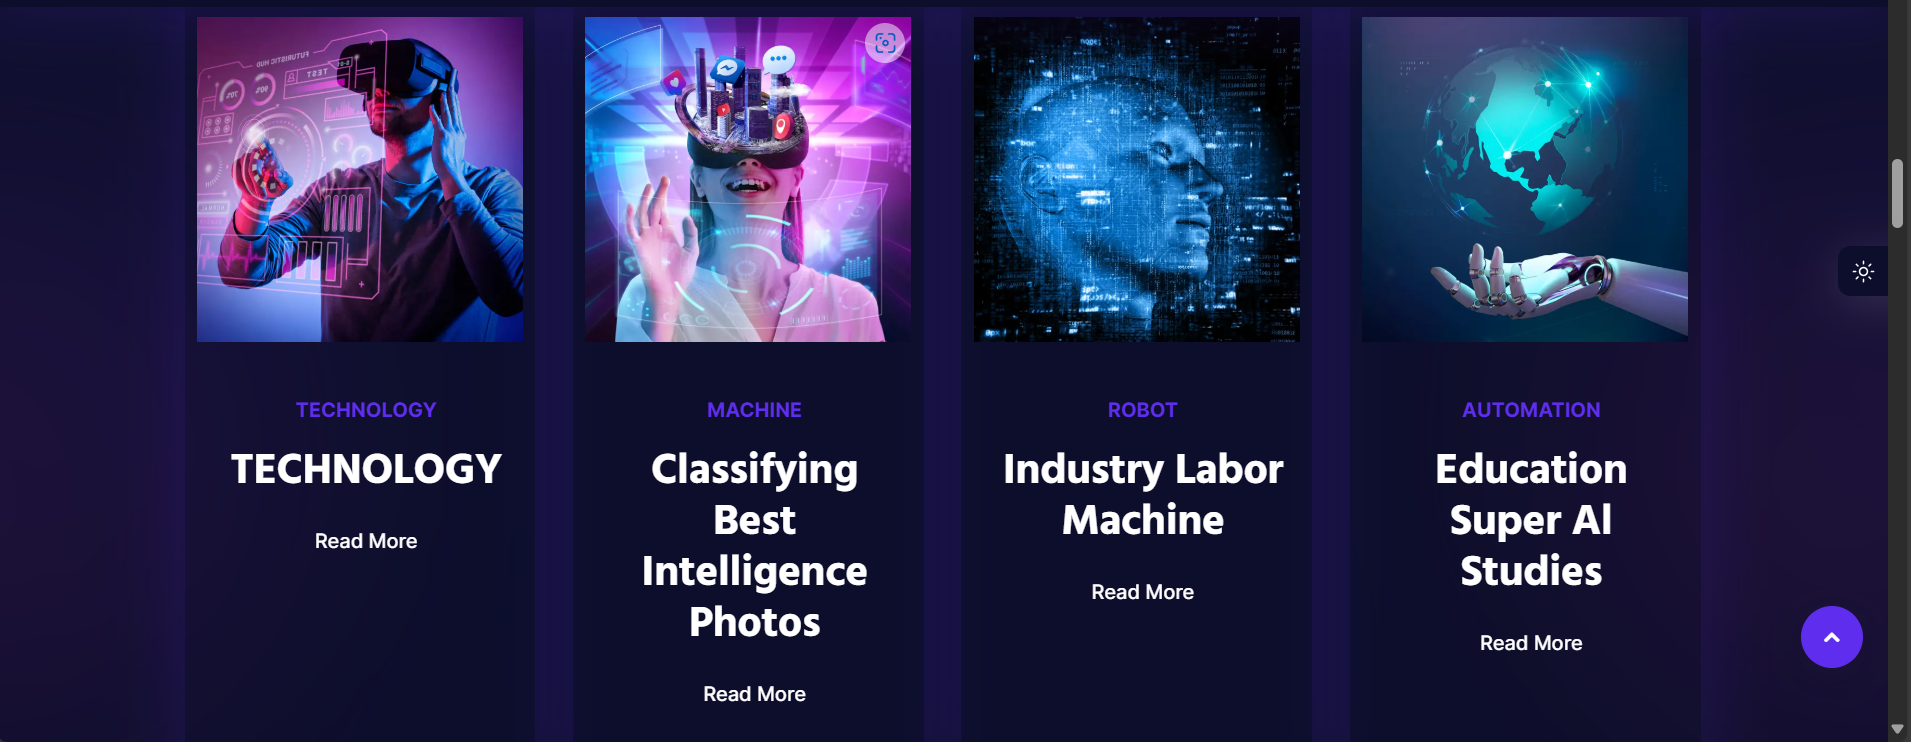 TECHNOLOGY
TECHNOLOGY
Read More
MACHINE
Classifying
Best
Intelligence
Photos
Read More
ROBOT
Industry Labor
Machine
Read More
AUTOMATION
Education
Super Al
Studies
Read More